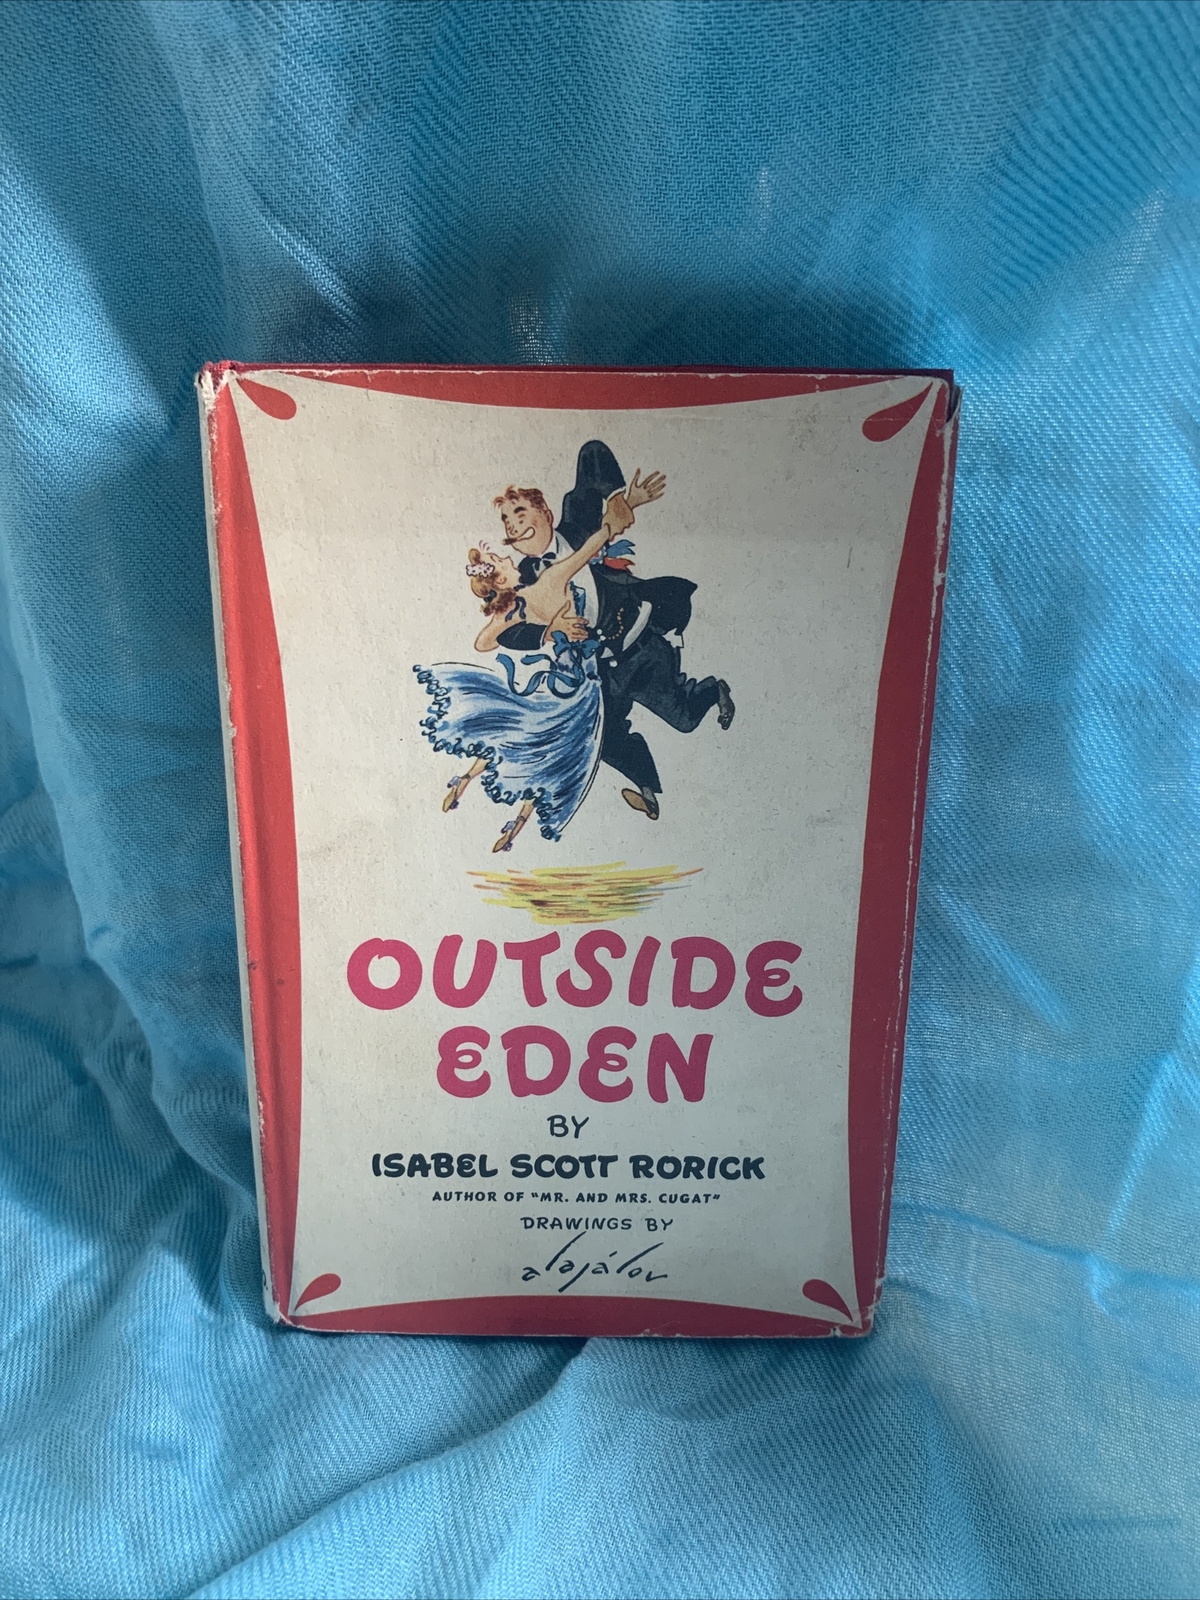 OUTSIDE
EDEN
BY
ISABEL SCOTT RORICK
AUTHOR OF "MR. AND MRS. CUGAT"
DRAWINGS BY
alajálov